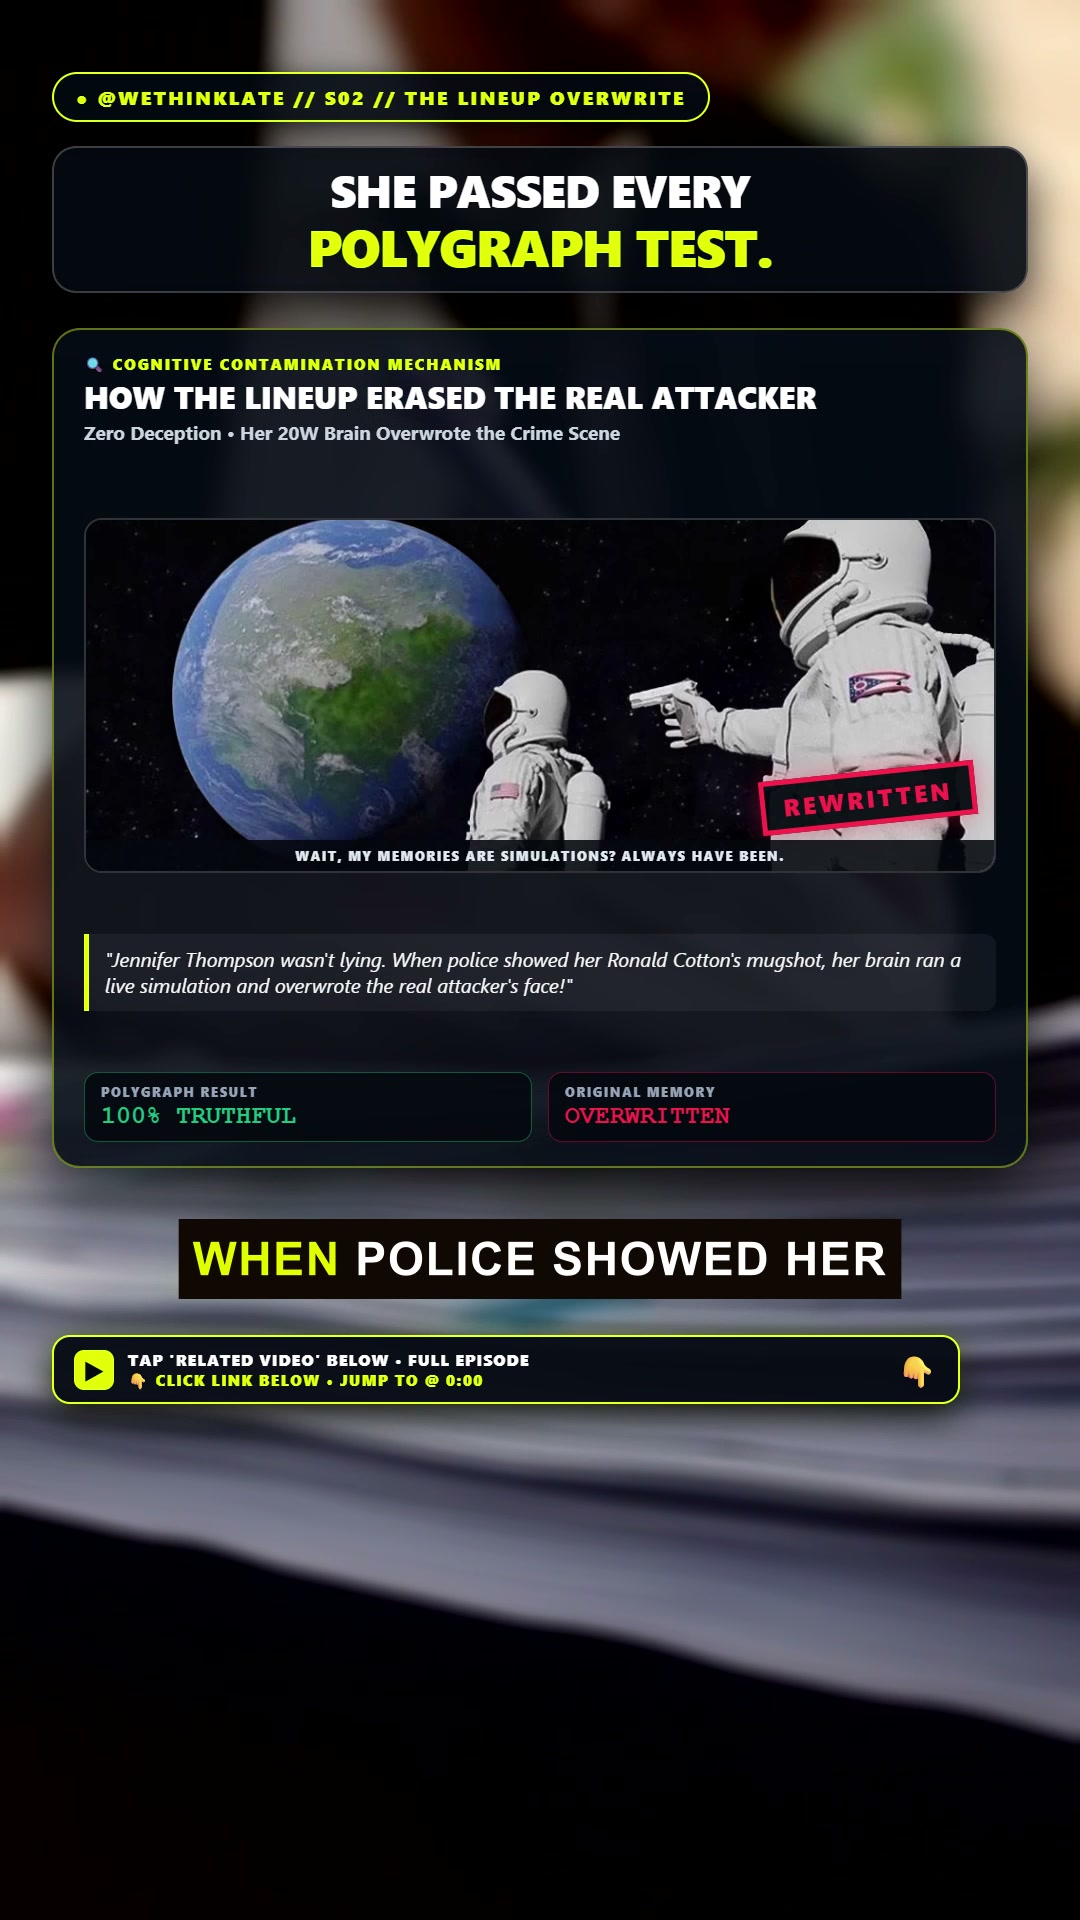 • @WETHINKLATE // S02 // THE LINEUP OVERWRITE
SHE PASSED EVERY
POLYGRAPH TEST.
🔍 COGNITIVE CONTAMINATION MECHANISM
HOW THE LINEUP ERASED THE REAL ATTACKER
Zero Deception • Her 20W Brain Overwrote the Crime Scene
REWRITTEN
WAIT, MY MEMORIES ARE SIMULATIONS? ALWAYS HAVE BEEN.
"Jennifer Thompson wasn't lying. When police showed her Ronald Cotton's mugshot, her brain ran a
live simulation and overwrote the real attacker's face!"
POLYGRAPH RESULT
100% TRUTHFUL
ORIGINAL MEMORY
OVERWRITTEN
WHEN POLICE SHOWED HER
TAP 'RELATED VIDEO' BELOW • FULL EPISODE
👇 CLICK LINK BELOW • JUMP TO @ 0:00